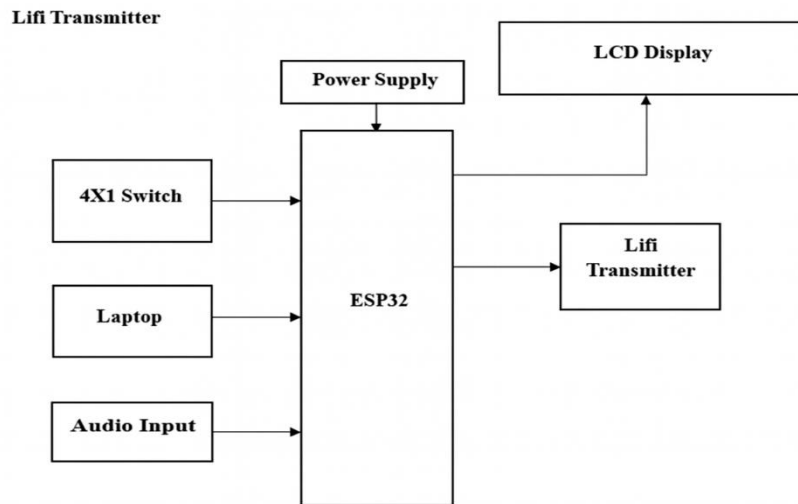 Lifi Transmitter
LCD Display
Power Supply
4X1 Switch
Lifi
Transmitter
ESP32
Laptop
Audio Input